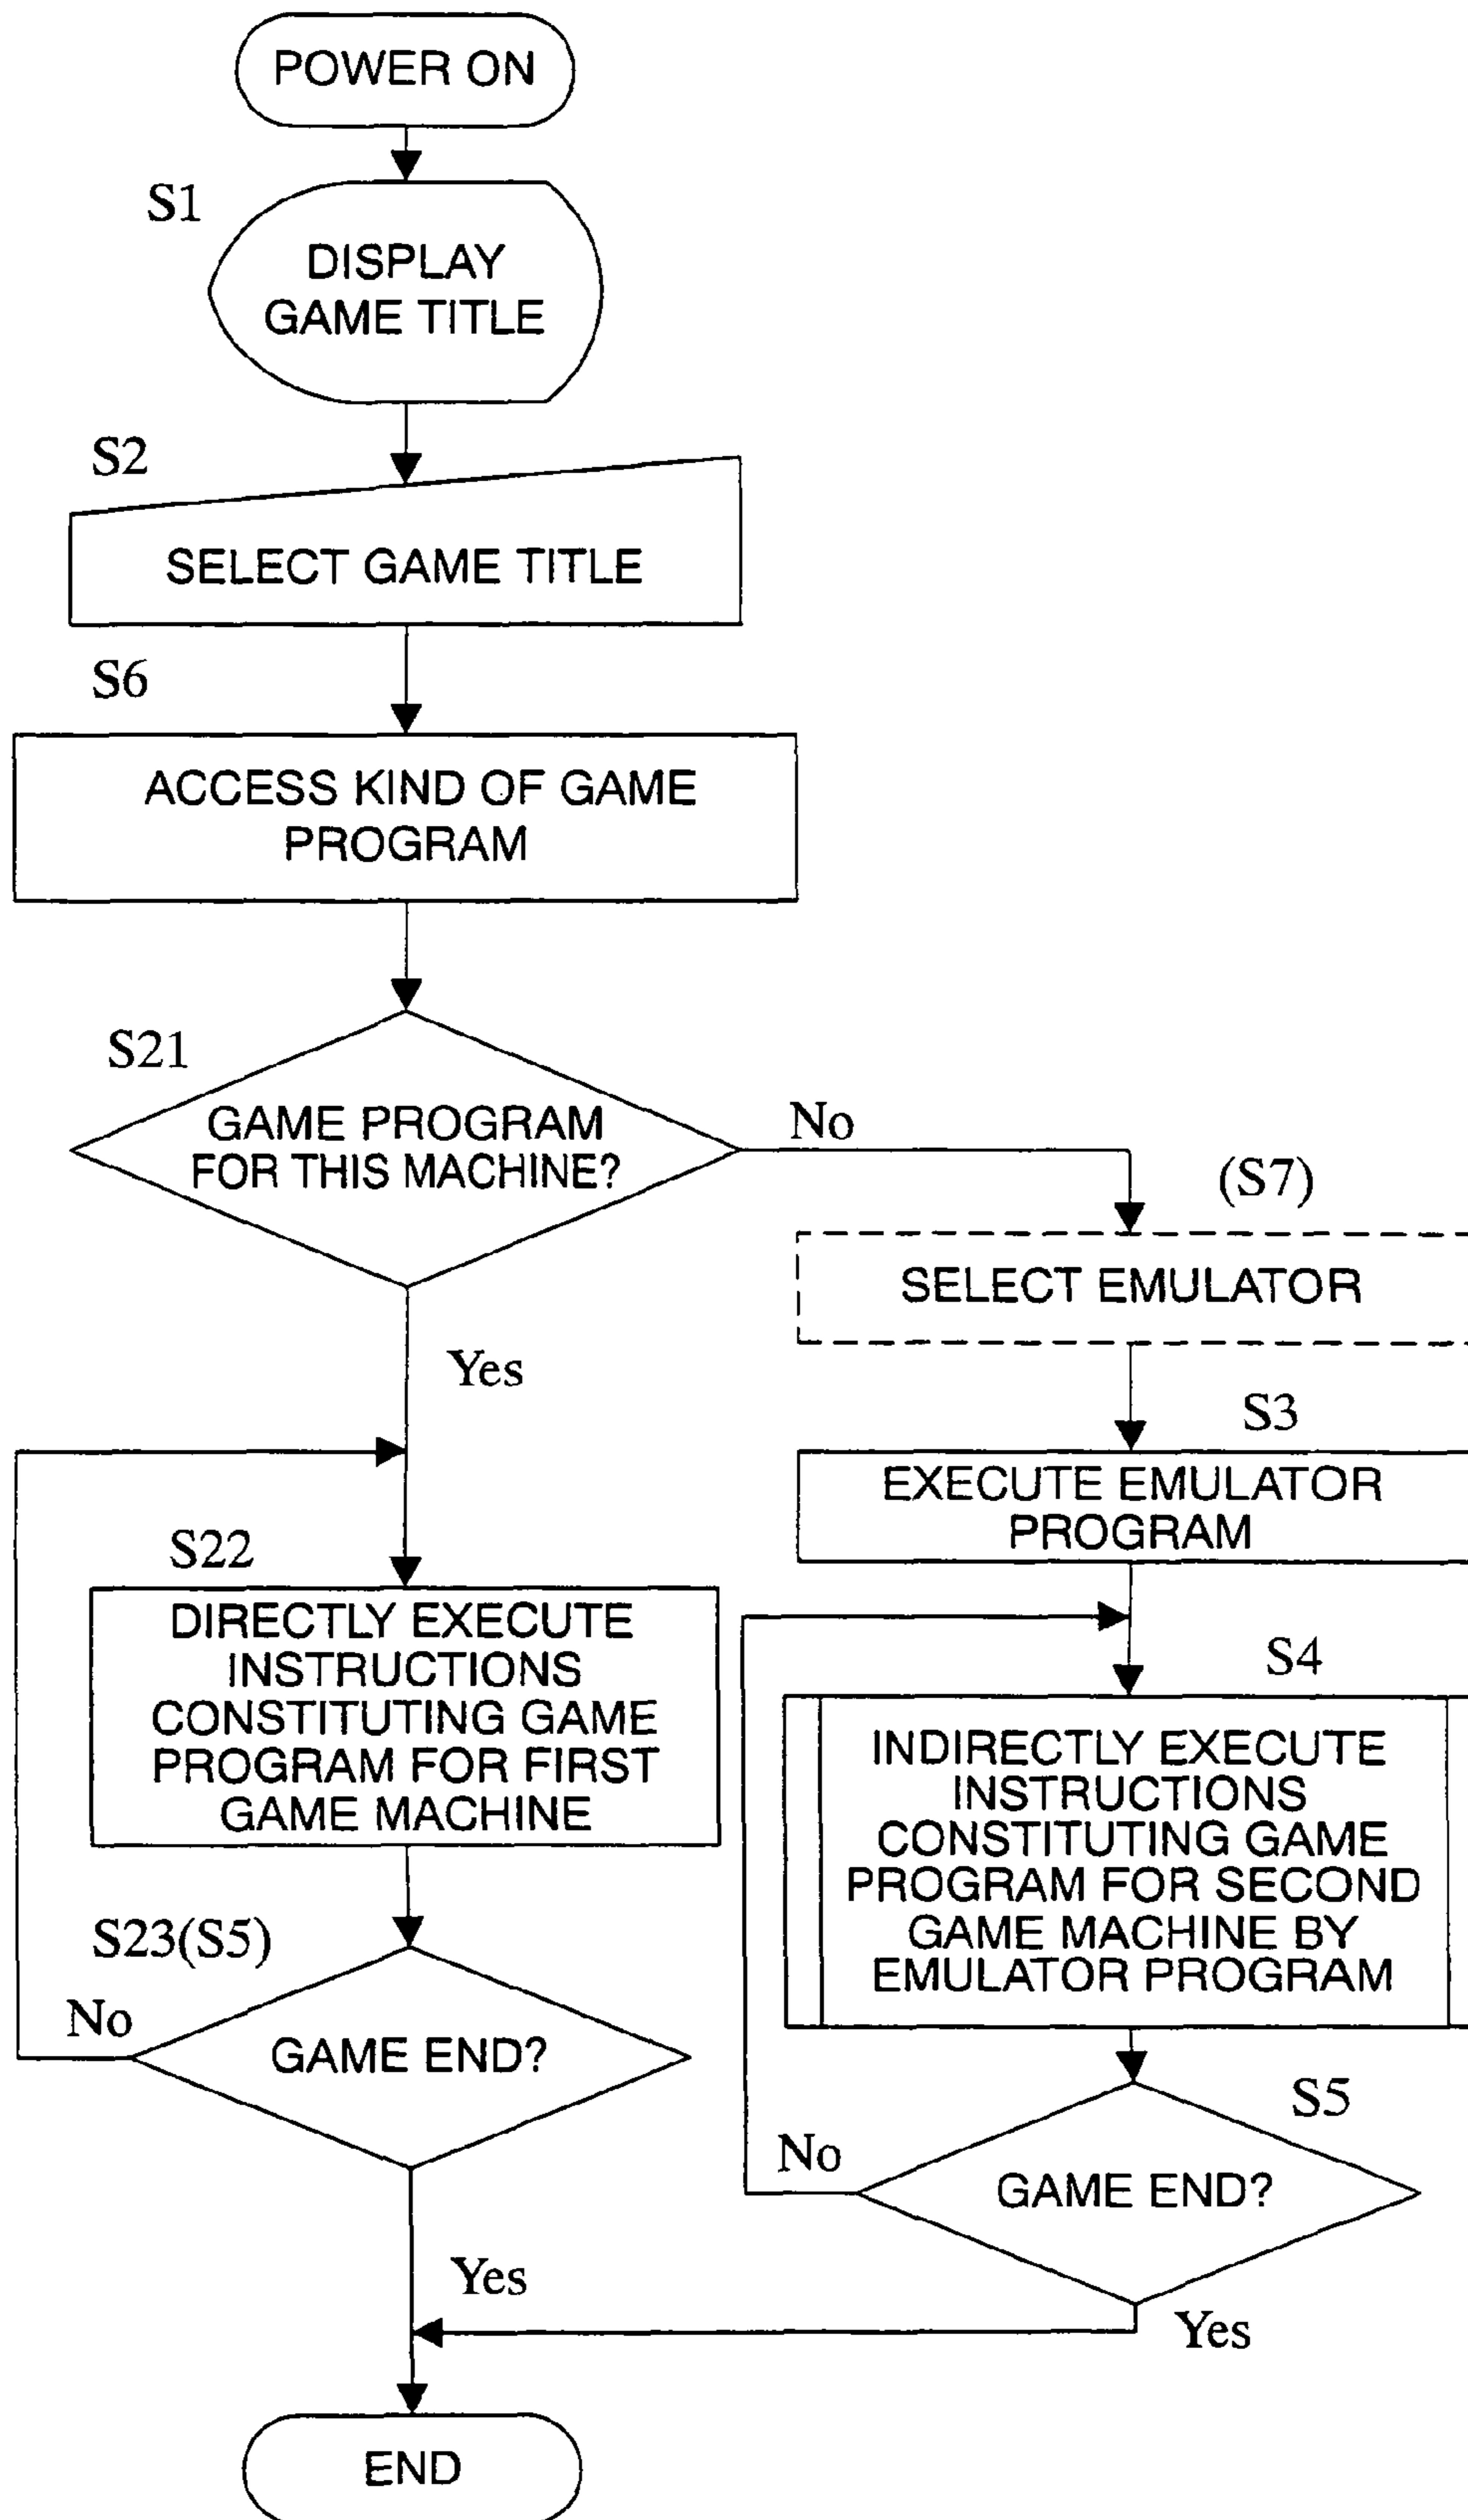 POWER ON
S1
DISPLAY
GAME TITLE
S2
SELECT GAME TITLE
S6
ACCESS KIND OF GAME
PROGRAM
S21
GAME PROGRAM
FOR THIS MACHINE?
No
(S7)
SELECT EMULATOR
Yes
S3
EXECUTE EMULATOR
PROGRAM
S22
DIRECTLY EXECUTE
INSTRUCTIONS
CONSTITUTING GAME
PROGRAM FOR FIRST
GAME MACHINE
S4
INDIRECTLY EXECUTE
INSTRUCTIONS
CONSTITUTING GAME
PROGRAM FOR SECOND
GAME MACHINE BY
EMULATOR PROGRAM
S23(S5)
No
GAME END?
S5
No
GAME END?
Yes
Yes
END